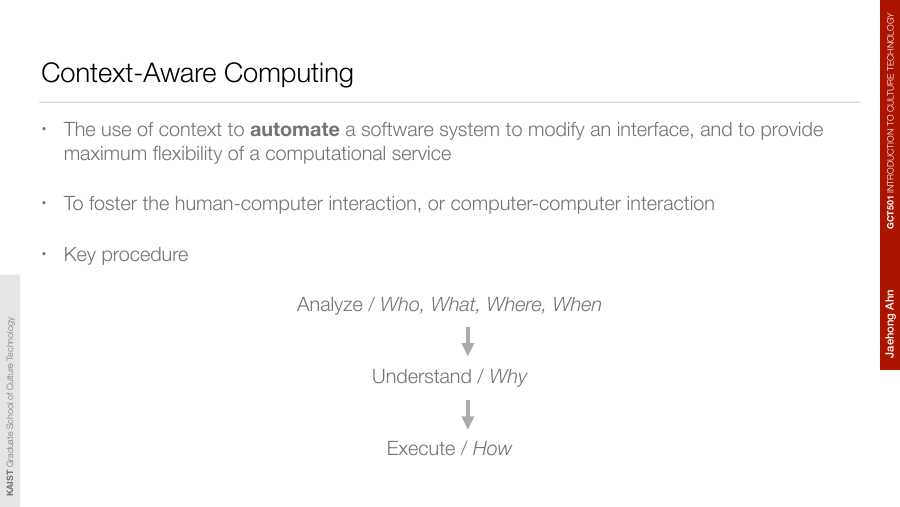 Context-Aware Computing
• The use of context to automate a software system to modify an interface, and to provide
maximum flexibility of a computational service
• To foster the human-computer interaction, or computer-computer interaction
• Key procedure
Analyze / Who, What, Where, When
Understand / Why
Execute / How
KAIST Graduate School of Culture Technology
GCT501 INTRODUCTION TO CULTURE TECHNOLOGY
Jaehong Ahn